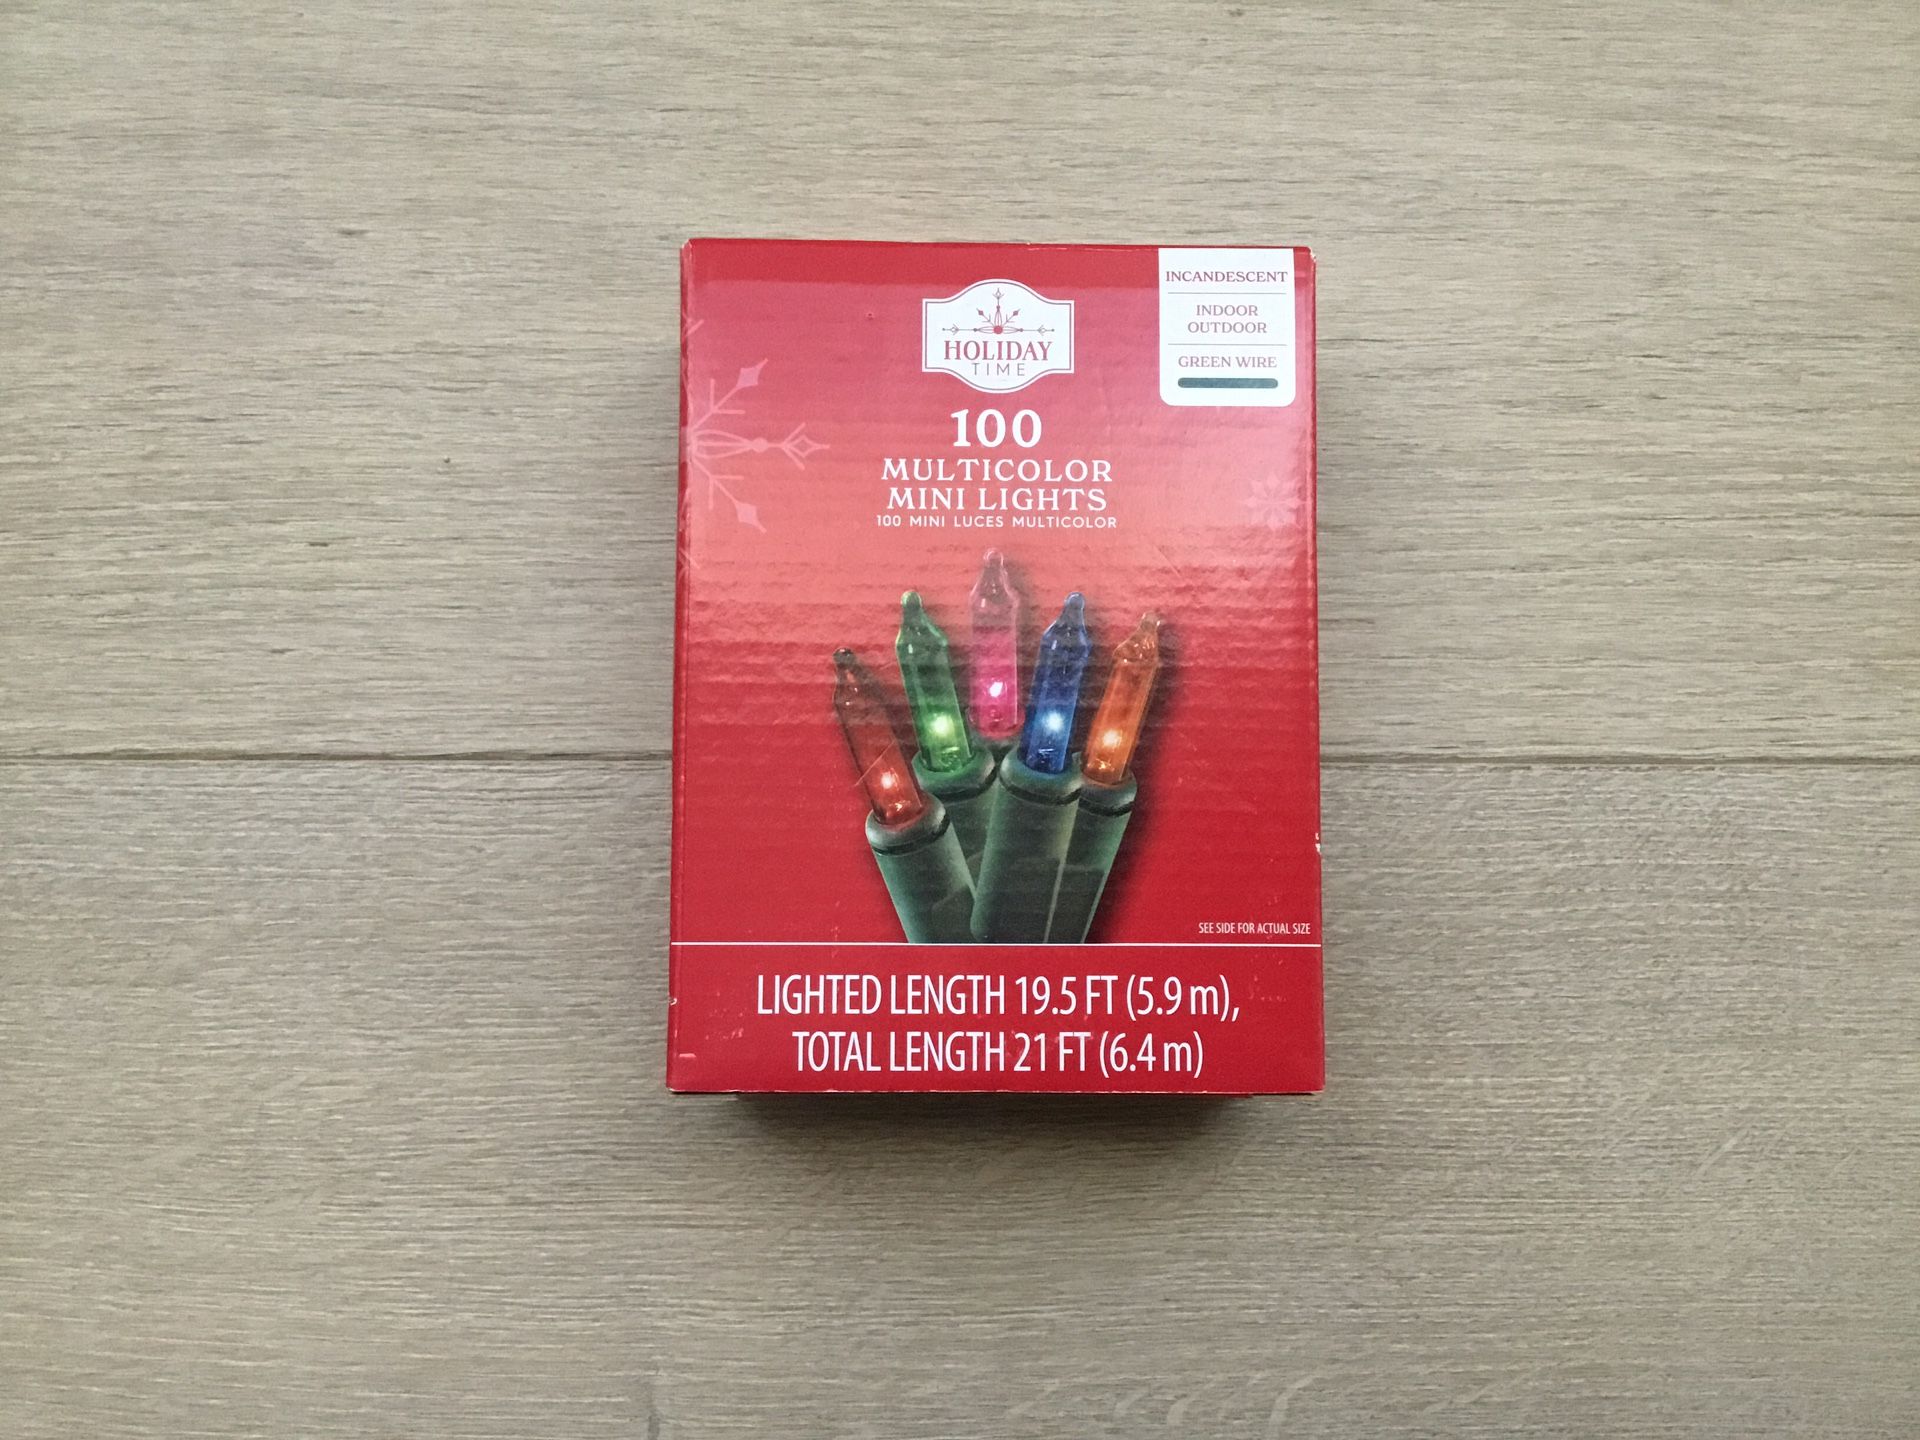 INCANDESCENT
INDOOR
OUTDOOR
GREEN WIRE
HOLIDAY
TIME
100
MULTICOLOR
MINI LIGHTS
100 MINI LUCES MULTICOLOR
SEE SIDE FOR ACTUAL SIZE
LIGHTED LENGTH 19.5 FT (5.9 m),
TOTAL LENGTH 21 FT (6.4 m)